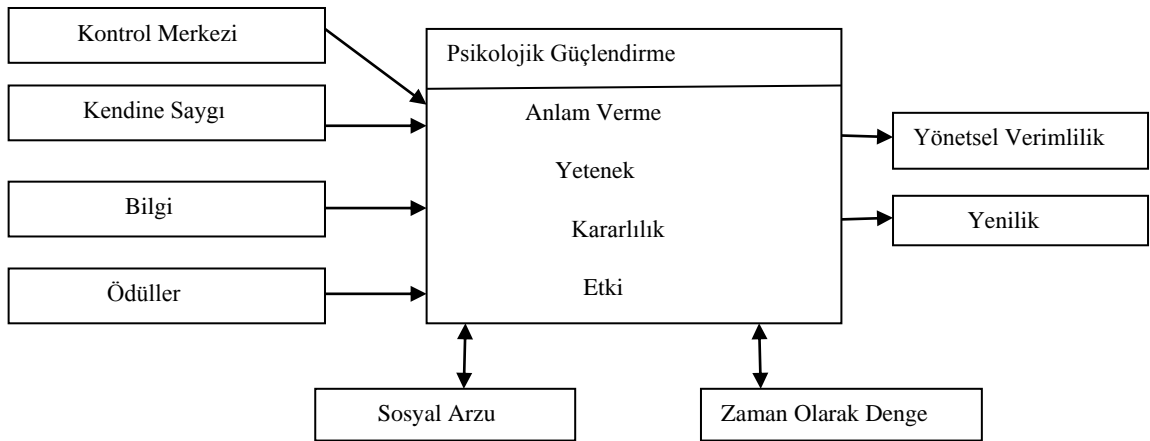 Kontrol Merkezi
Kendine Saygı
Bilgi
Ödüller
Psikolojik Güçlendirme
Anlam Verme
Yetenek
Kararlılık
Etki
Yönetsel Verimlilik
Yenilik
Sosyal Arzu
Zaman Olarak Denge